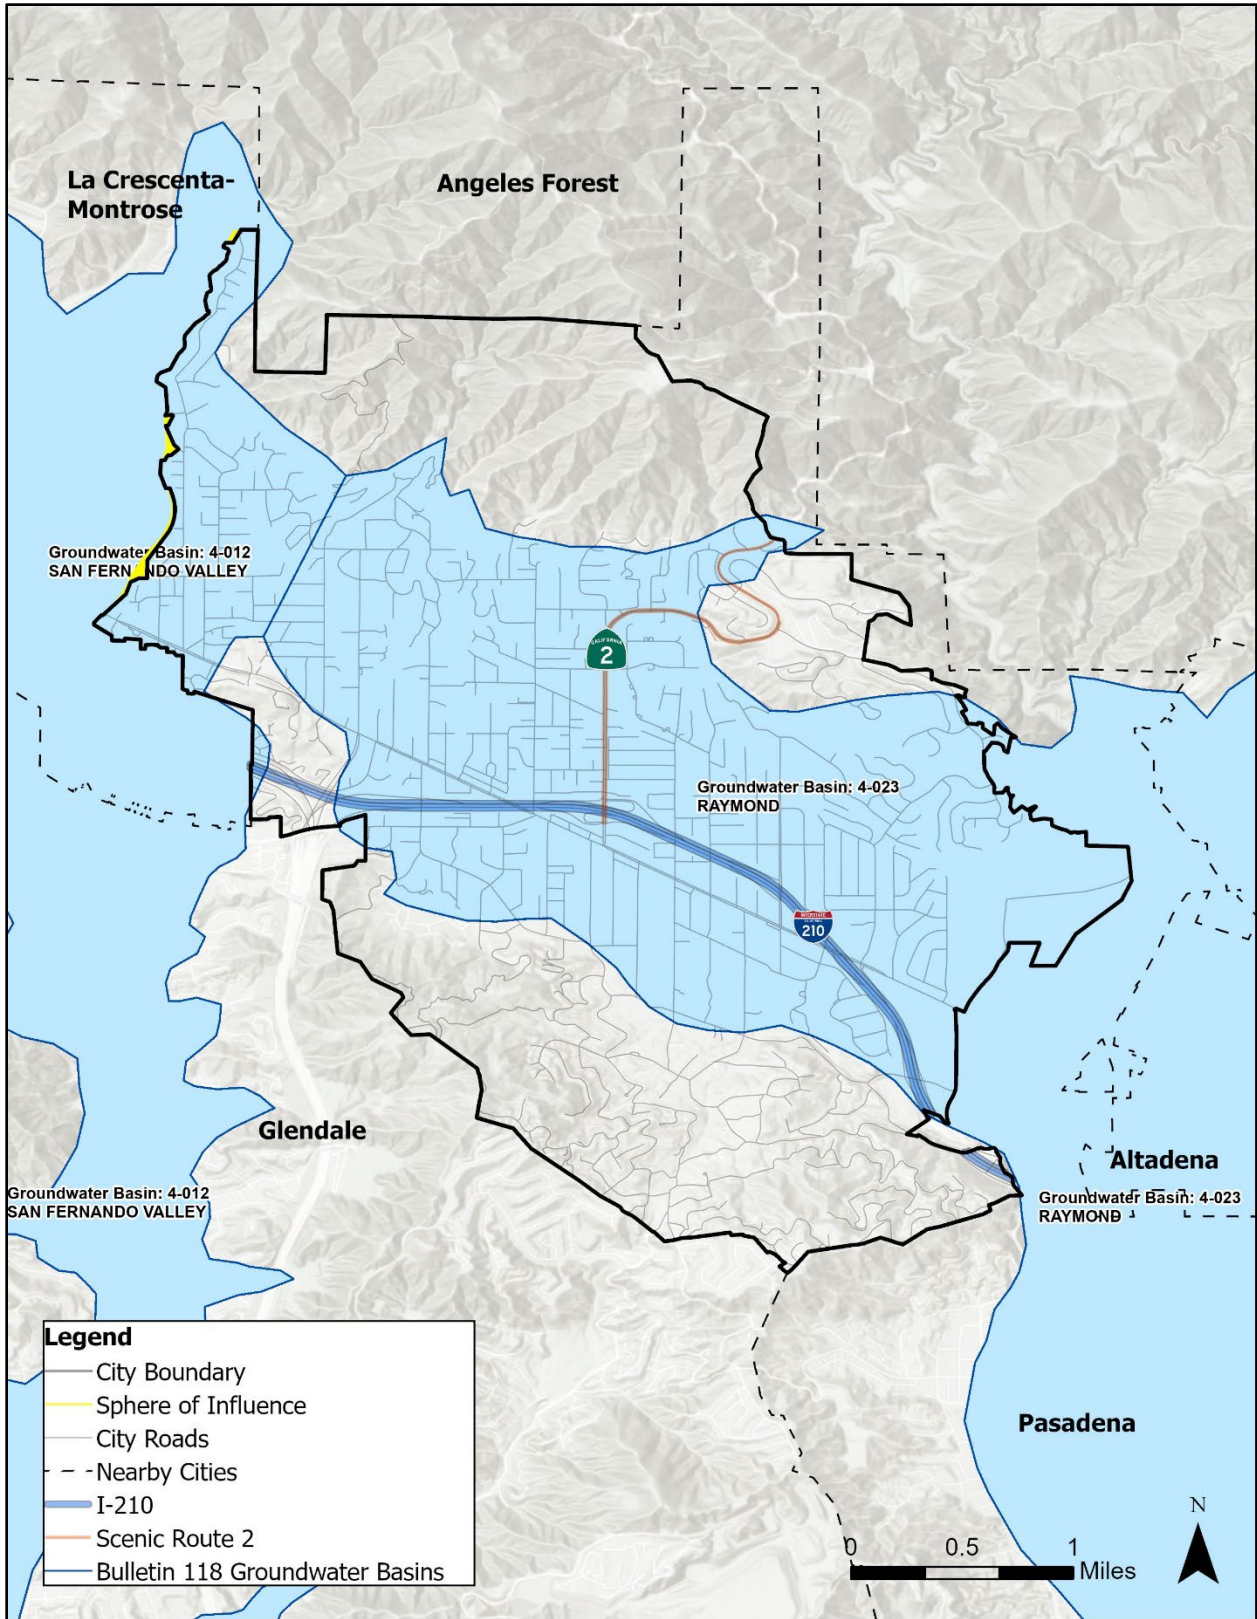 La Crescenta-
Montrose
Angeles Forest
Groundwater Basin: 4-012
SAN FERNANDO VALLEY
CALIFORNIA
2
Groundwater Basin: 4-023
RAYMOND
INTERSTATE
CALIFORNIA
210
Glendale
Altadena
Groundwater Basin: 4-012
SAN FERNANDO VALLEY
Groundwater Basin: 4-023
RAYMOND
Pasadena
Legend
City Boundary
Sphere of Influence
City Roads
Nearby Cities
I-210
Scenic Route 2
Bulletin 118 Groundwater Basins
N
0 0.5 1
Miles